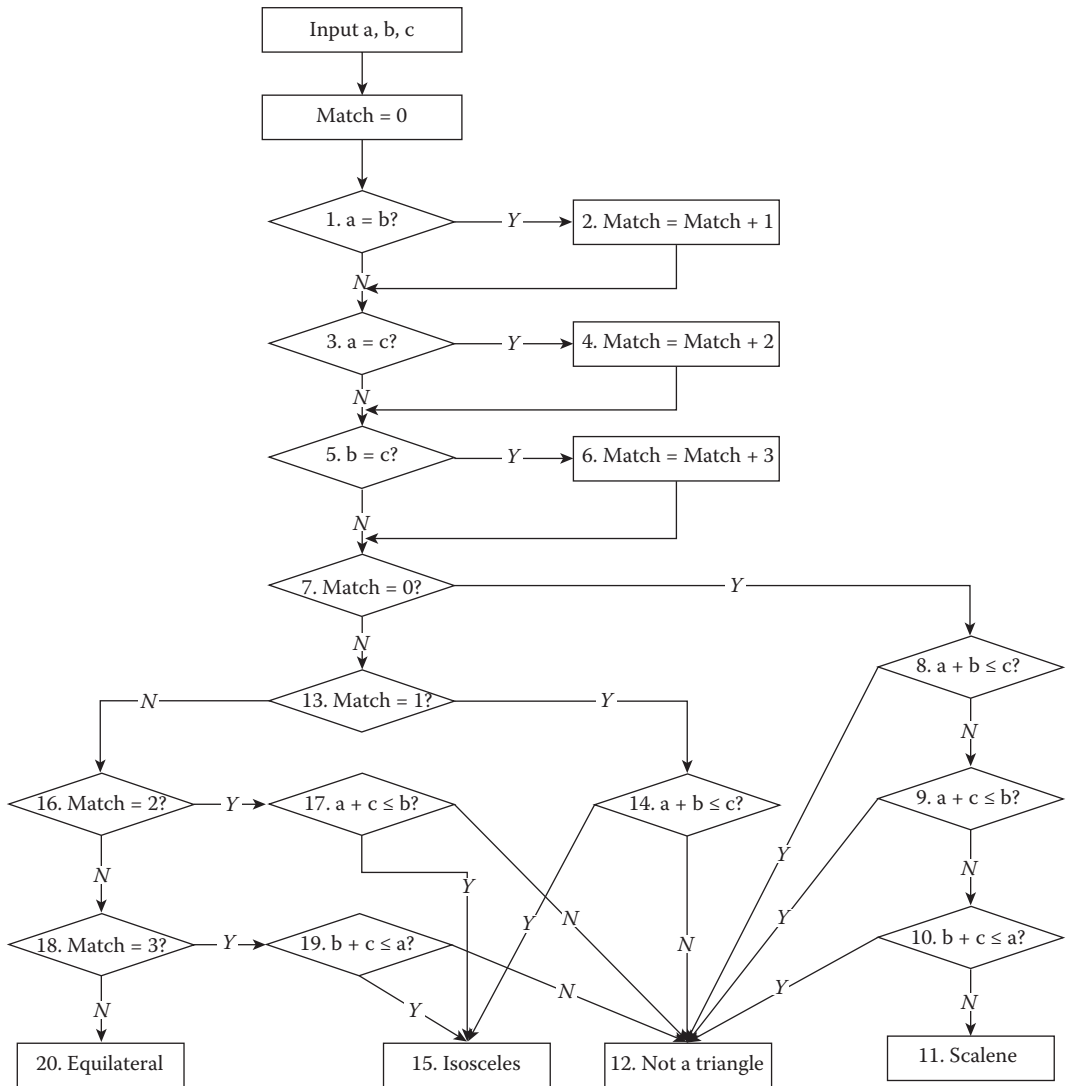 Input a, b, c
Match = 0
1. a = b?
Y
2. Match = Match + 1
N
3. a = c?
Y
4. Match = Match + 2
N
5. b = c?
Y
6. Match = Match + 3
N
7. Match = 0?
Y
N
8. a + b ≤ c?
N
13. Match = 1?
Y
N
16. Match = 2?
Y
17. a + c ≤ b?
14. a + b ≤ c?
9. a + c ≤ b?
Y
N
Y
N
N
Y
Y
N
18. Match = 3?
Y
19. b + c ≤ a?
10. b + c ≤ a?
N
N
Y
Y
N
20. Equilateral
15. Isosceles
12. Not a triangle
11. Scalene